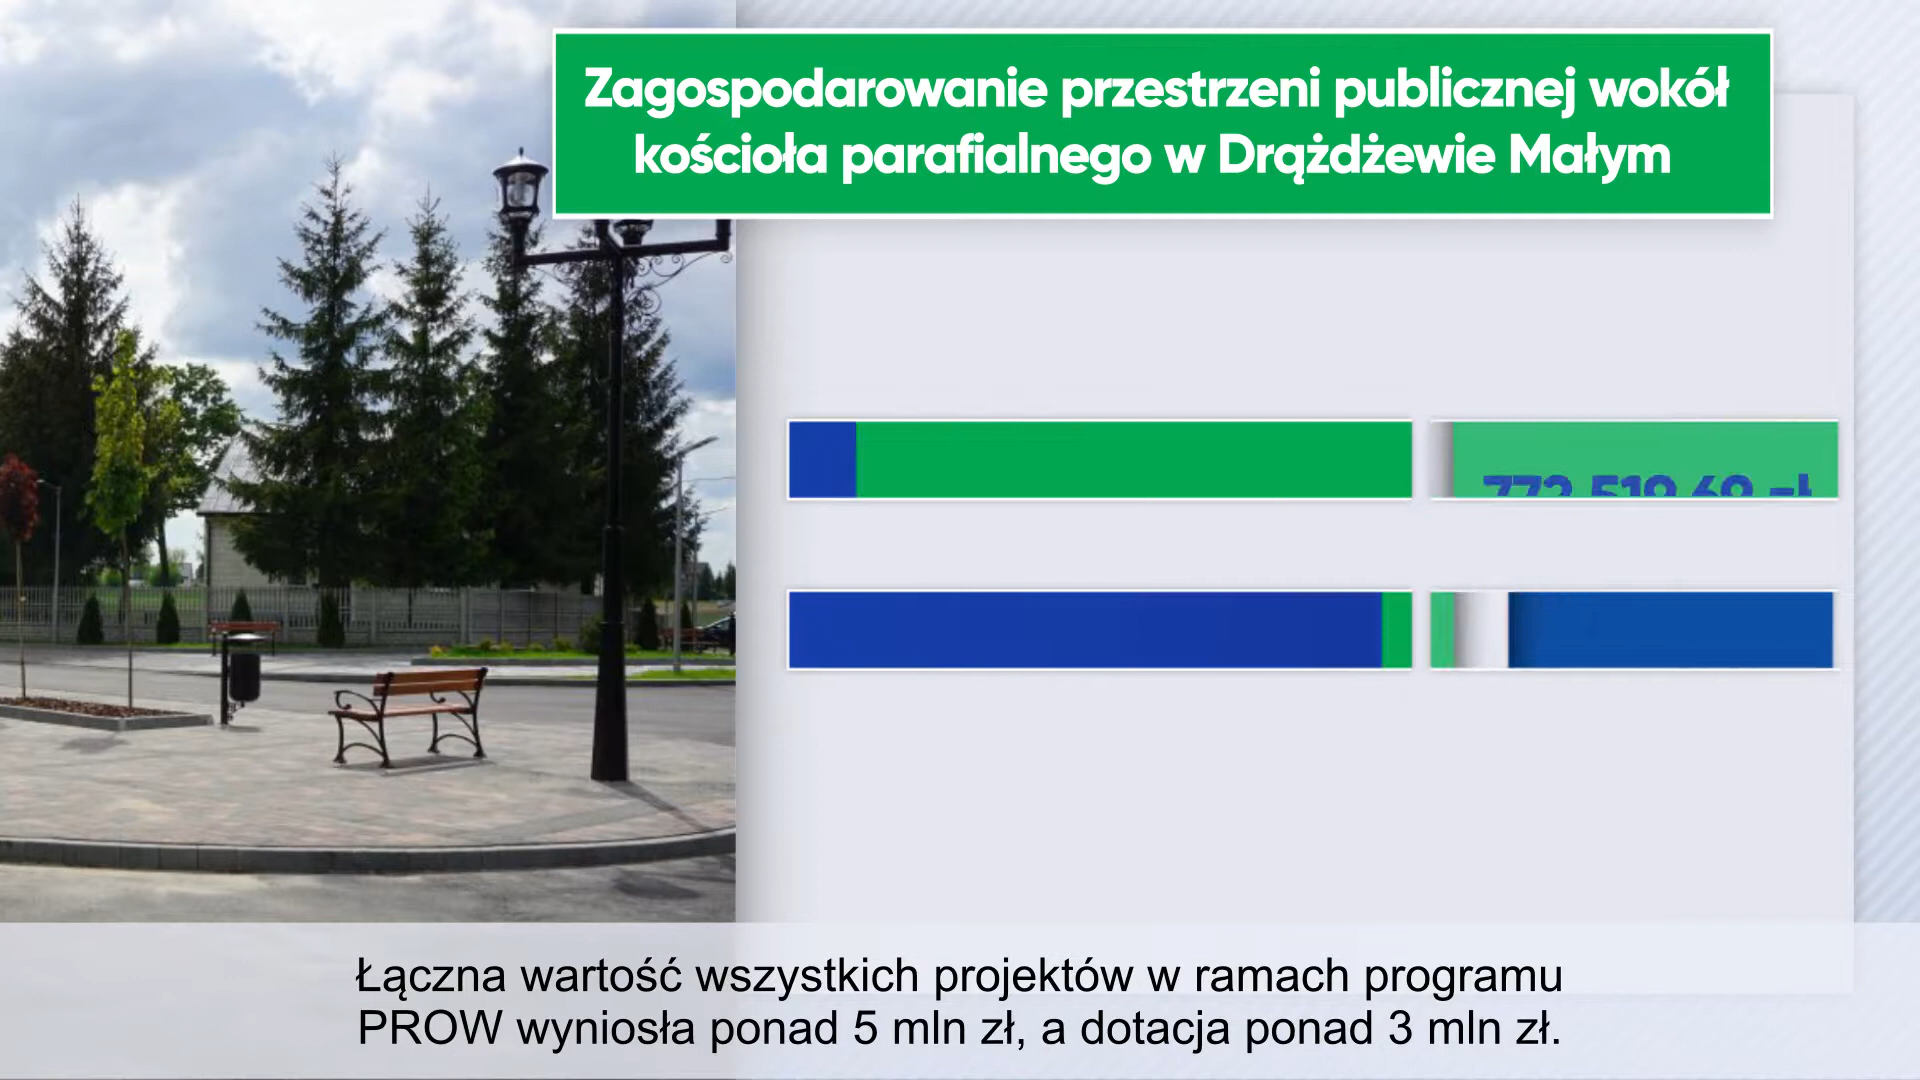 Zagospodarowanie przestrzeni publicznej wokół
kościoła parafialnego w Drążdżewie Małym
Łączna wartość wszystkich projektów w ramach programu
PROW wyniosła ponad 5 mln zł, a dotacja ponad 3 mln zł.